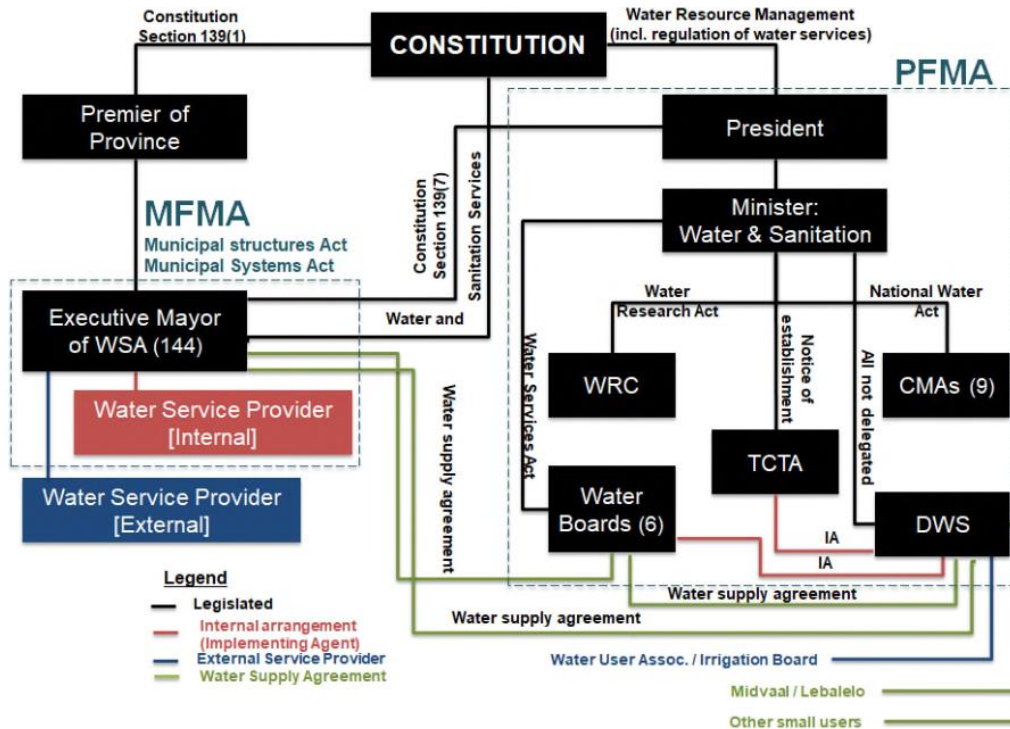 Constitution
Section 139(1)
CONSTITUTION
Water Resource Management
(incl. regulation of water services)
PFMA
Premier of
Province
President
Constitution
Section 139(7)
Sanitation Services
Minister:
Water & Sanitation
MFMA
Municipal structures Act
Municipal Systems Act
Executive Mayor
of WSA (144)
Water and
Water
Research Act
National Water
Act
Water Services Act
Notice of
establishment
All not delegated
WRC
CMAs (9)
Water Service Provider
[Internal]
Water supply agreement
TCTA
Water Service Provider
[External]
Water
Boards (6)
DWS
IA
IA
Legend
Legislated
Internal arrangement
(Implementing Agent)
External Service Provider
Water Supply Agreement
Water supply agreement
Water supply agreement
Water User Assoc. / Irrigation Board
Midvaal / Lebalelo
Other small users